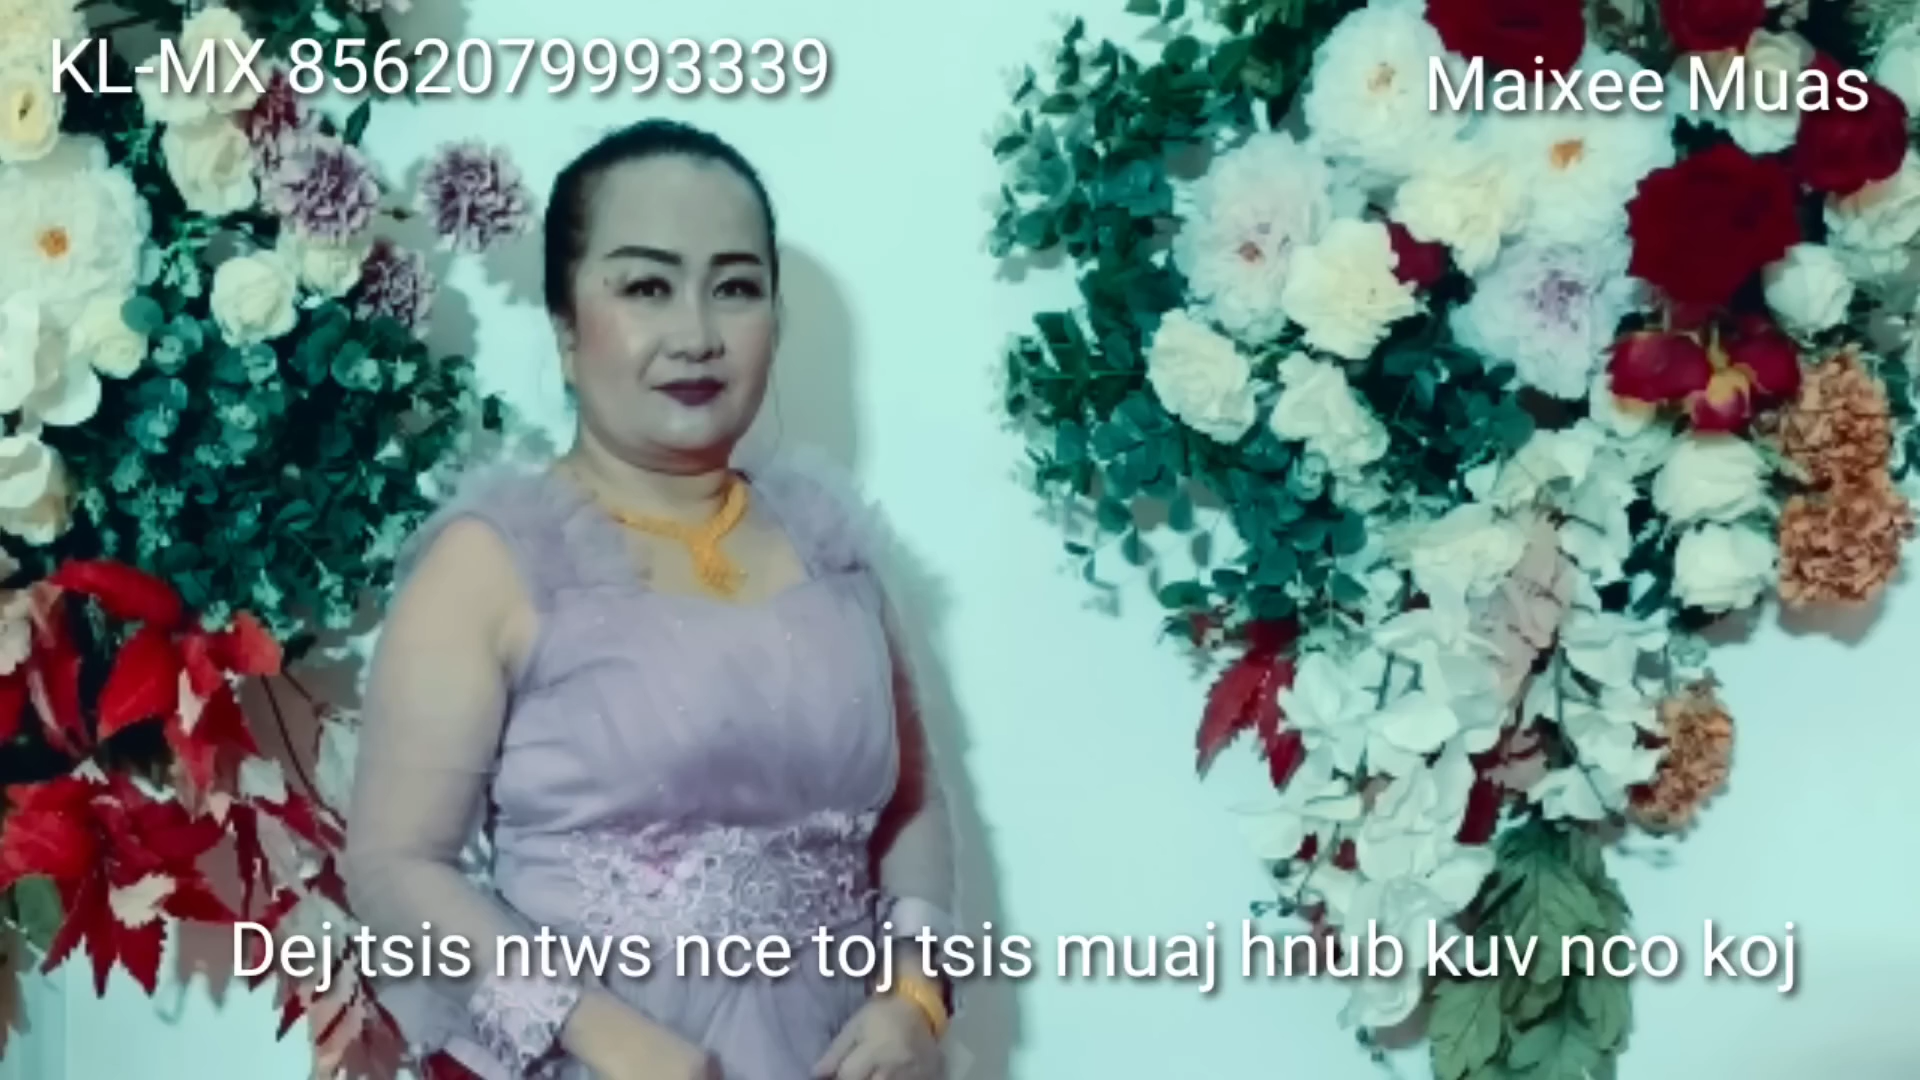 KL-MX 8562079993339
Maixee Muas
Dej tsis ntws nce toj tsis muaj hnub kuv nco koj